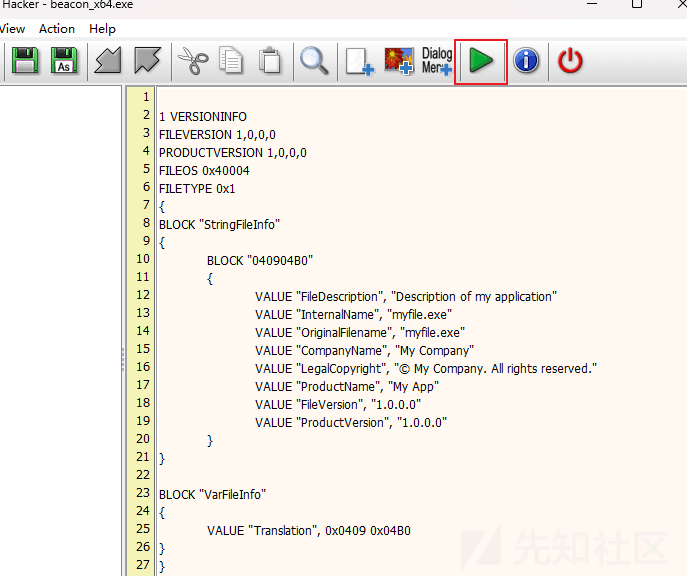 Hacker - beacon_x64.exe
View Action Help
As
Dialog
Menu
1
2 1 VERSIONINFO
3 FILEVERSION 1,0,0,0
4 PRODUCTVERSION 1,0,0,0
5 FILEOS 0x40004
6 FILETYPE 0x1
7 {
8 BLOCK "StringFileInfo"
9 {
10 BLOCK "040904B0"
11 {
12 VALUE "FileDescription", "Description of my application"
13 VALUE "InternalName", "myfile.exe"
14 VALUE "OriginalFilename", "myfile.exe"
15 VALUE "CompanyName", "My Company"
16 VALUE "LegalCopyright", "© My Company. All rights reserved."
17 VALUE "ProductName", "My App"
18 VALUE "FileVersion", "1.0.0.0"
19 VALUE "ProductVersion", "1.0.0.0"
20 }
21 }
22
23 BLOCK "VarFileInfo"
24 {
25 VALUE "Translation", 0x0409 0x04B0
26 }
27 }
先知社区